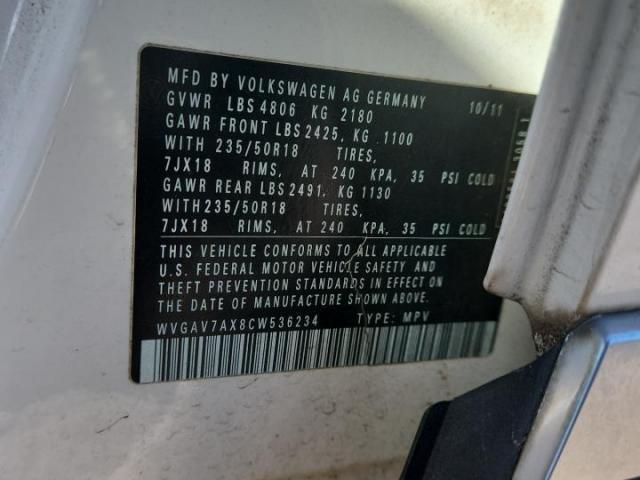 MFD BY VOLKSWAGEN AG GERMANY 10/11
GVWR LBS 4806 KG 2180
GAWR FRONT LBS 2425, KG 1100
WITH 235/50R18 TIRES,
7JX18 RIMS, AT 240 KPA, 35 PSI COLD
GAWR REAR LBS 2491, KG 1130
WITH 235/50R18 TIRES,
7JX18 RIMS, AT 240 KPA, 35 PSI COLD
THIS VEHICLE CONFORMS TO ALL APPLICABLE
U.S. FEDERAL MOTOR VEHICLE SAFETY AND
THEFT PREVENTION STANDARDS IN EFFECT ON
THE DATE OF MANUFACTURE SHOWN ABOVE.
WVGAV7AX8CW536234 TYPE: MPV